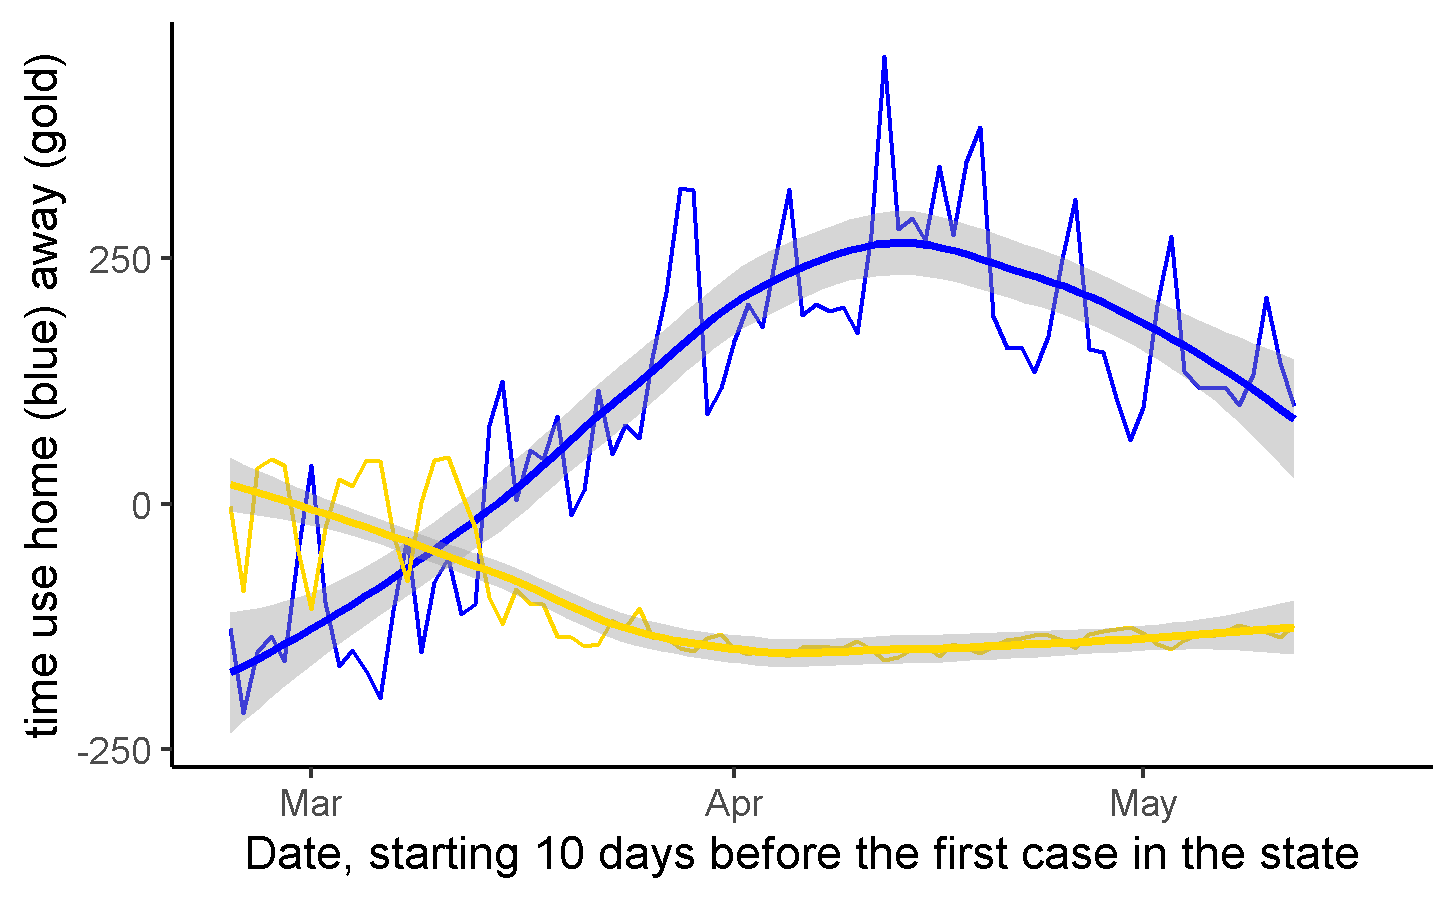 time use home (blue) away (gold)
250
0
-250
Mar
Apr
May
Date, starting 10 days before the first case in the state